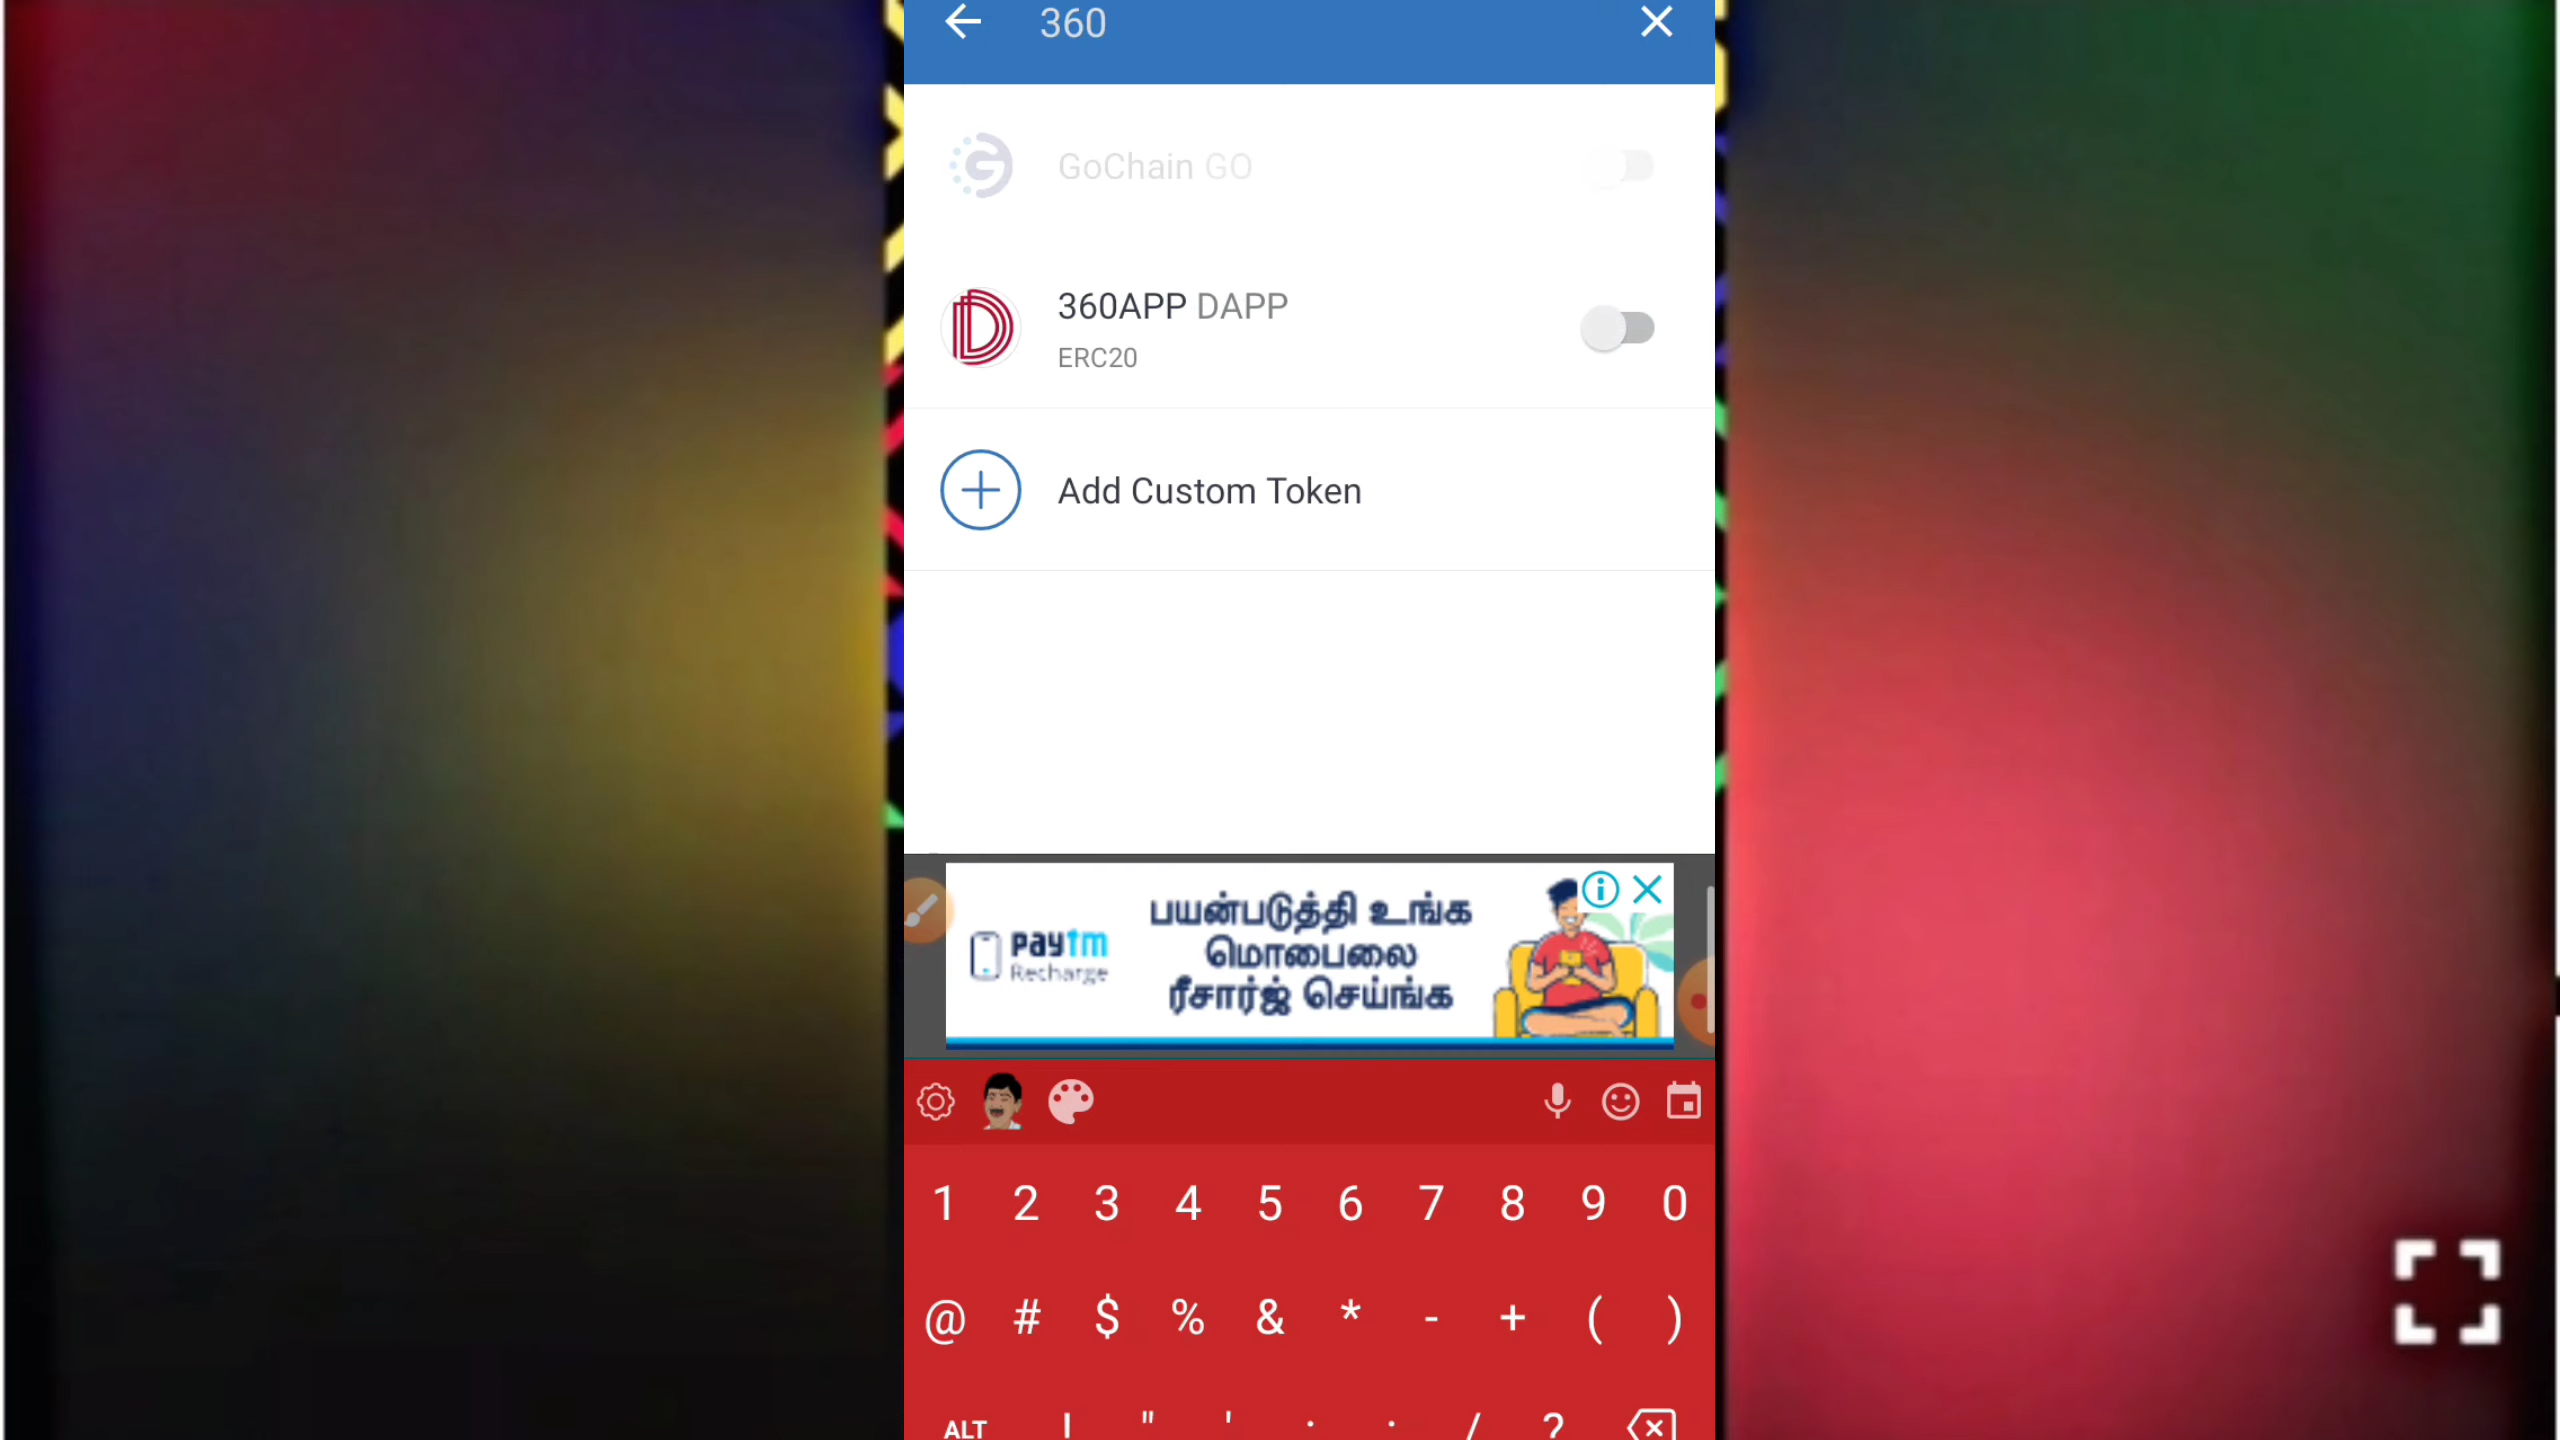 360
GoChain GO
360APP DAPP
ERC20
Add Custom Token
பயன்படுத்தி உங்க
மொபைலை
ரீசார்ஜ் செய்ங்க
paytm
Recharge
1 2 3 4 5 6 7 8 9 0
@ # $ % & * - + ( )
ALT ! " ' : ; / ?